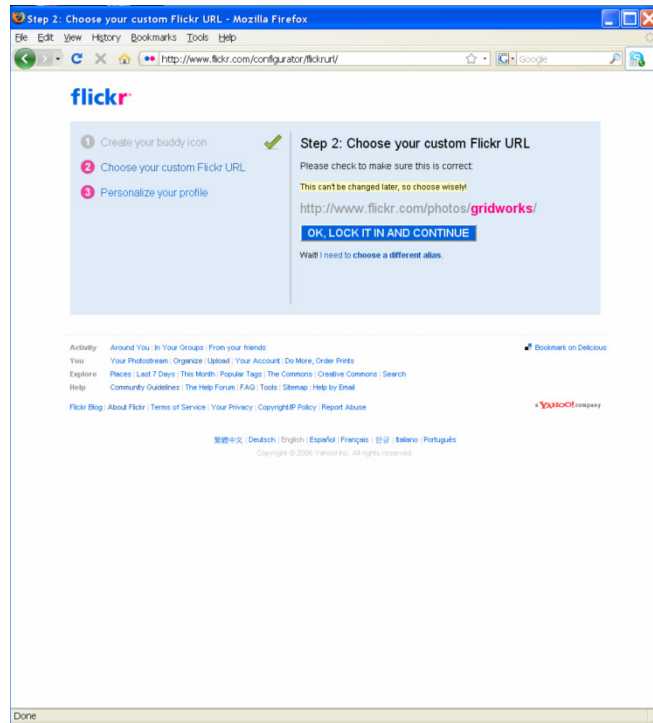 Step 2: Choose your custom Flickr URL - Mozilla Firefox
File Edit View History Bookmarks Tools Help
http://www.flickr.com/configurator/flickrurl/ Google
flickr
1 Create your buddy icon
2 Choose your custom Flickr URL
3 Personalize your profile
Step 2: Choose your custom Flickr URL
Please check to make sure this is correct:
This can't be changed later, so choose wisely!
http://www.flickr.com/photos/gridworks/
OK, LOCK IT IN AND CONTINUE
Wait! I need to choose a different alias.
Activity Around You | In Your Groups | From your friends Bookmark on Delicious
You Your Photostream | Organize | Upload | Your Account | Do More, Order Prints
Explore Places | Last 7 Days | This Month | Popular Tags | The Commons | Creative Commons | Search
Help Community Guidelines | The Help Forum | FAQ | Tools | Sitemap | Help by Email
Flickr Blog | About Flickr | Terms of Service | Your Privacy | Copyright/IP Policy | Report Abuse a YAHOO! company
繁體中文 | Deutsch | English | Español | Français | 한글 | Italiano | Português
Copyright © 2008 Yahoo! Inc. All rights reserved.
Done